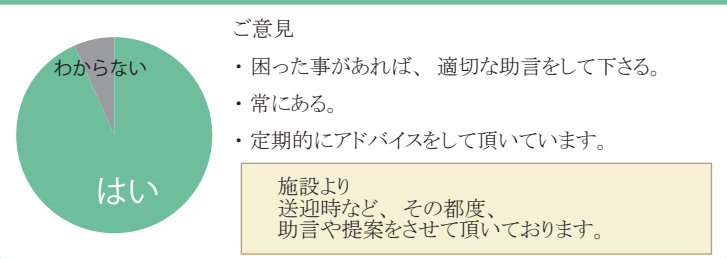 わからない
はい
ご意見
・困った事があれば、適切な助言をして下さる。
・常にある。
・定期的にアドバイスをして頂いています。
施設より
送迎時など、その都度、
助言や提案をさせて頂いております。